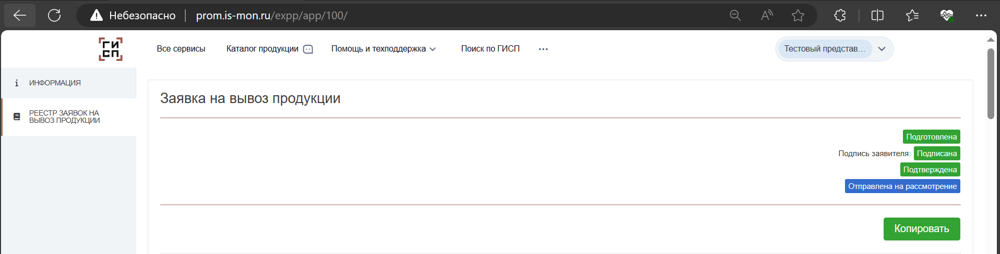 Небезопасно prom.is-mon.ru/expp/app/100/
ГИ
СП
Все сервисы Каталог продукции Помощь и техподдержка Поиск по ГИСП ••• Тестовый представ...
ИНФОРМАЦИЯ
РЕЕСТР ЗАЯВОК НА
ВЫВОЗ ПРОДУКЦИИ
Заявка на вывоз продукции
Подготовлена
Подпись заявителя: Подписана
Подтверждена
Отправлена на рассмотрение
Копировать